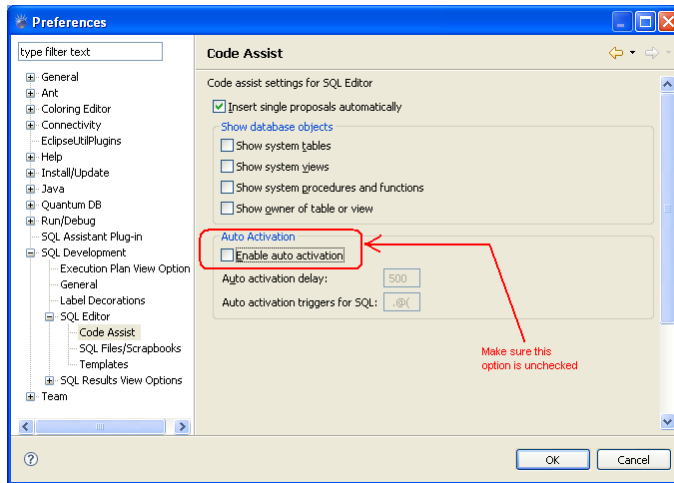 Preferences
type filter text
General
Ant
Coloring Editor
Connectivity
EclipseUtilPlugins
Help
Install/Update
Java
Quantum DB
Run/Debug
SQL Assistant Plug-in
SQL Development
Execution Plan View Option
General
Label Decorations
SQL Editor
Code Assist
SQL Files/Scrapbooks
Templates
SQL Results View Options
Team
Code Assist
Code assist settings for SQL Editor
Insert single proposals automatically
Show database objects
Show system tables
Show system views
Show system procedures and functions
Show owner of table or view
Auto Activation
Enable auto activation
Auto activation delay: 500
Auto activation triggers for SQL: .@(
Make sure this
option is unchecked
OK Cancel